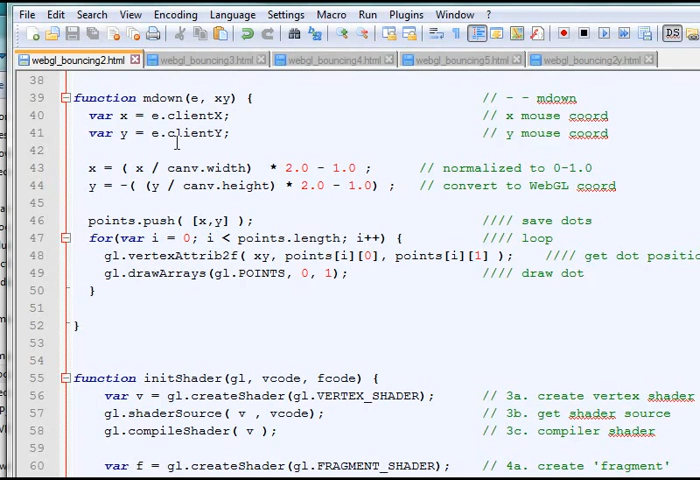 File Edit Search View Encoding Language Settings Macro Run Plugins Window ?
webgl_bouncing2.html webgl_bouncing3.html webgl_bouncing4.html webgl_bouncing5.html webgl_bouncing2y.html
38
39 function mdown(e, xy) { // - - mdown
40 var x = e.clientX; // x mouse coord
41 var y = e.clientY; // y mouse coord
42
43 x = ( x / canv.width) * 2.0 - 1.0 ; // normalized to 0-1.0
44 y = -( (y / canv.height) * 2.0 - 1.0) ; // convert to WebGL coord
45
46 points.push( [x,y] ); //// save dots
47 for(var i = 0; i < points.length; i++) { //// loop
48 gl.vertexAttrib2f( xy, points[i][0], points[i][1] ); //// get dot positio
49 gl.drawArrays(gl.POINTS, 0, 1); //// draw dot
50 }
51
52 }
53
54
55 function initShader(gl, vcode, fcode) {
56 var v = gl.createShader(gl.VERTEX_SHADER); // 3a. create vertex shader
57 gl.shaderSource( v , vcode); // 3b. get shader source
58 gl.compileShader( v ); // 3c. compiler shader
59
60 var f = gl.createShader(gl.FRAGMENT_SHADER); // 4a. create 'fragment'